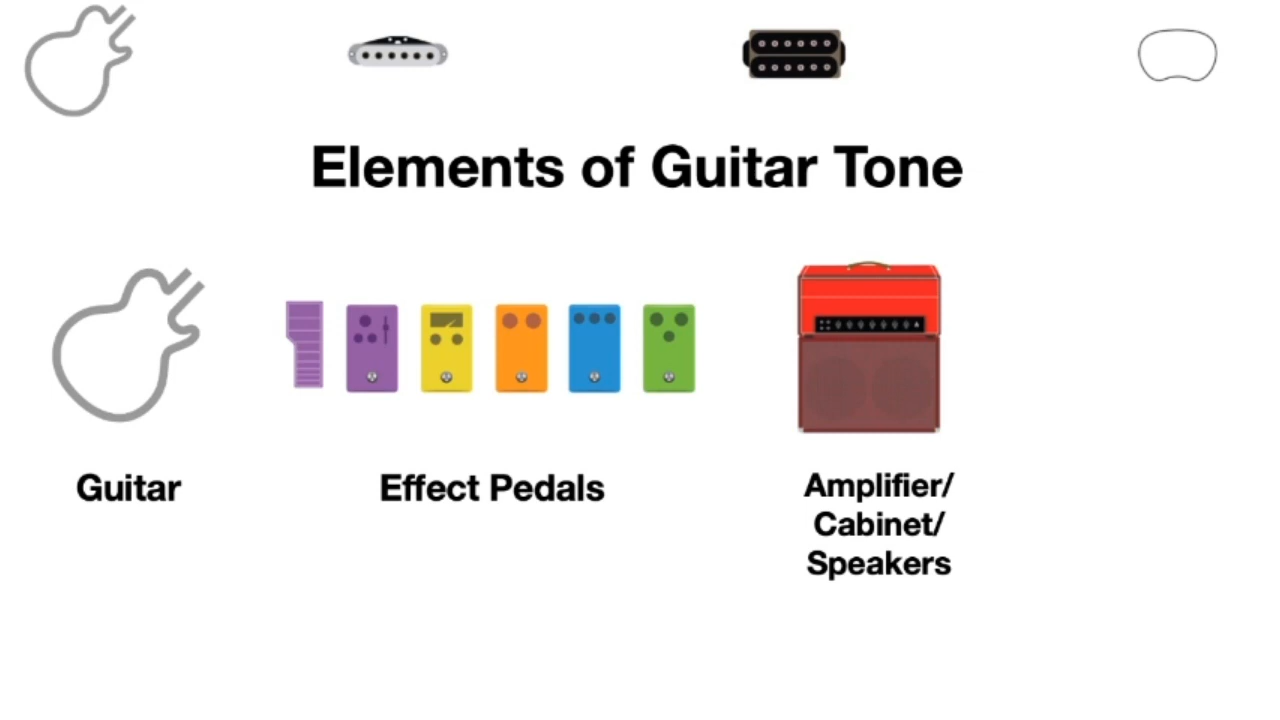 Elements of Guitar Tone
Guitar
Effect Pedals
Amplifier/
Cabinet/
Speakers